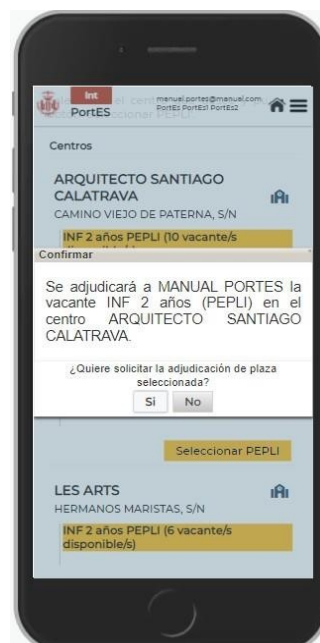 Int
PortES
manual.portes@manual.com
PortEs PortEs1 PortEs2
seleccionar PEPLI.
Centros
ARQUITECTO SANTIAGO
CALATRAVA
CAMINO VIEJO DE PATERNA, S/N
INF 2 años PEPLI (10 vacante/s
Confirmar
Se adjudicará a MANUAL PORTES la
vacante INF 2 años (PEPLI) en el
centro ARQUITECTO SANTIAGO
CALATRAVA.
¿Quiere solicitar la adjudicación de plaza
seleccionada?
Si No
Seleccionar PEPLI
LES ARTS
HERMANOS MARISTAS, S/N
INF 2 años PEPLI (6 vacante/s
disponible/s)